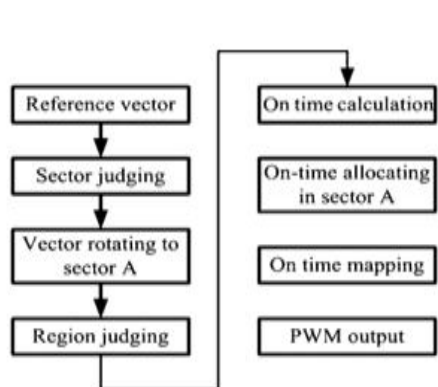 Reference vector
Sector judging
Vector rotating to
sector A
Region judging
On time calculation
On-time allocating
in sector A
On time mapping
PWM output